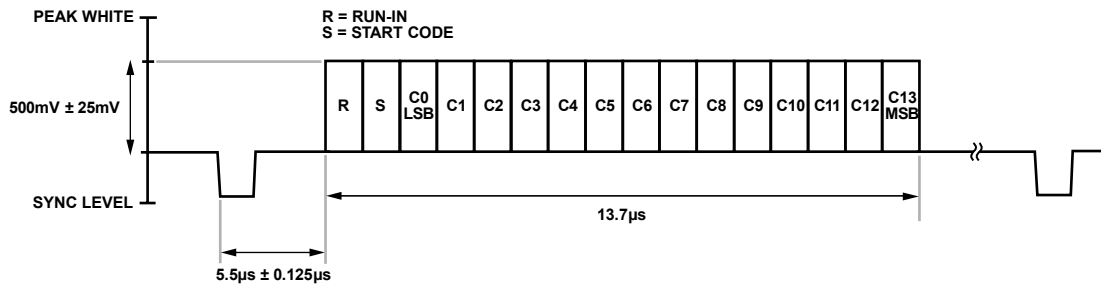 PEAK WHITE
R = RUN-IN
S = START CODE
500mV ± 25mV
R
S
C0
LSB
C1
C2
C3
C4
C5
C6
C7
C8
C9
C10
C11
C12
C13
MSB
SYNC LEVEL
13.7µs
5.5µs ± 0.125µs